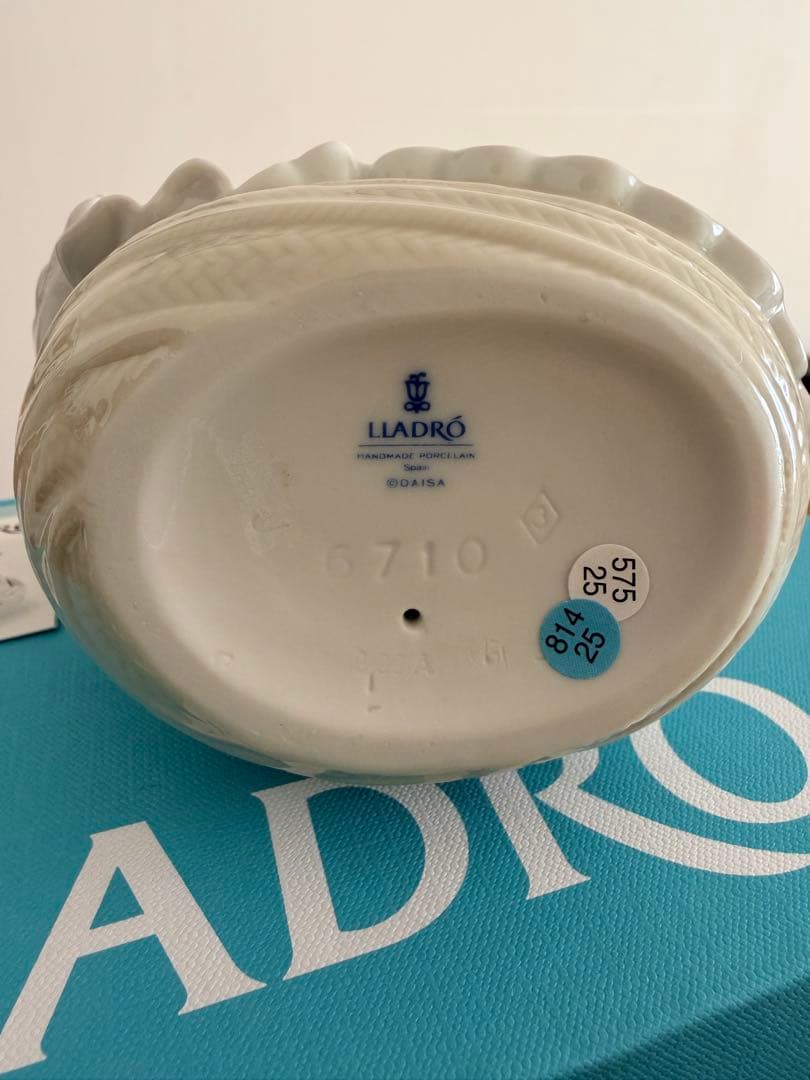 LLADRÓ
HANDMADE PORCELAIN
Spain
©DAISA
6710
575
25
814
25
ADRO